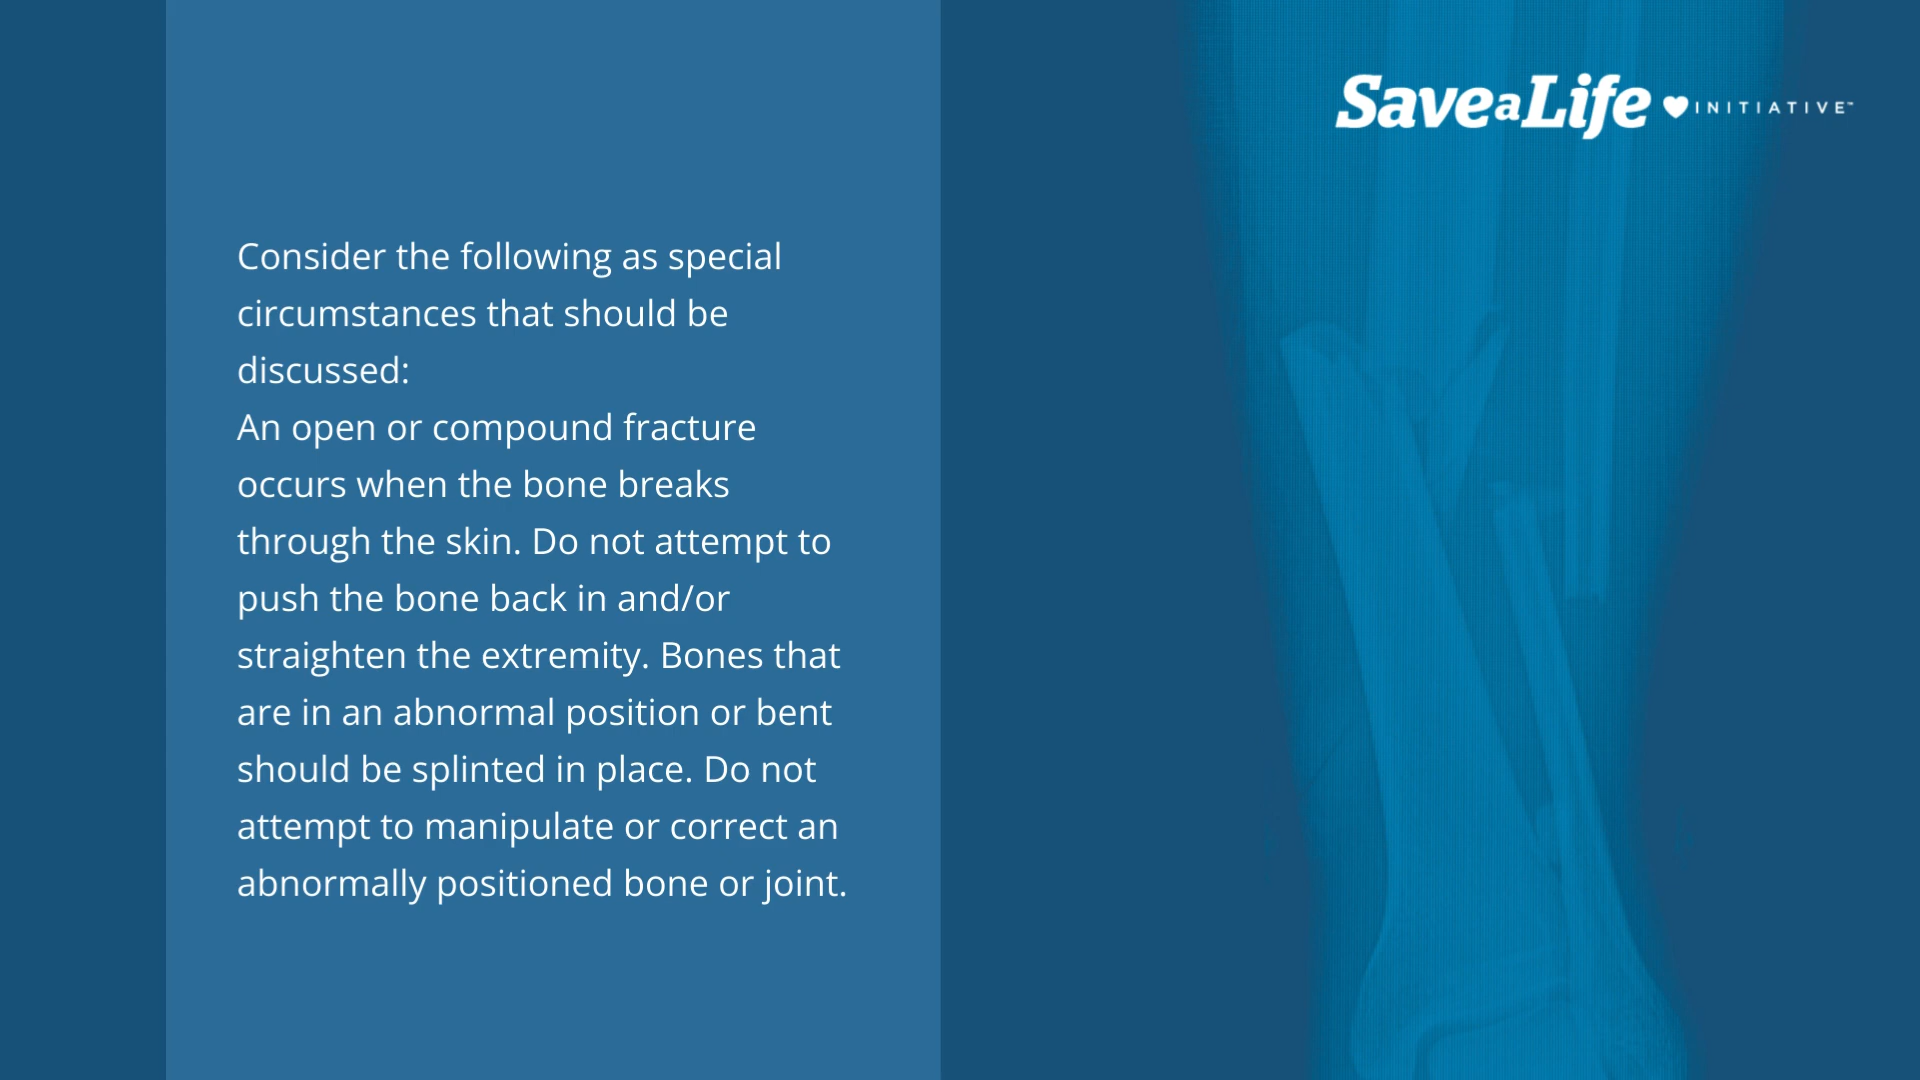 SaveaLife INITIATIVE™
Consider the following as special
circumstances that should be
discussed:
An open or compound fracture
occurs when the bone breaks
through the skin. Do not attempt to
push the bone back in and/or
straighten the extremity. Bones that
are in an abnormal position or bent
should be splinted in place. Do not
attempt to manipulate or correct an
abnormally positioned bone or joint.